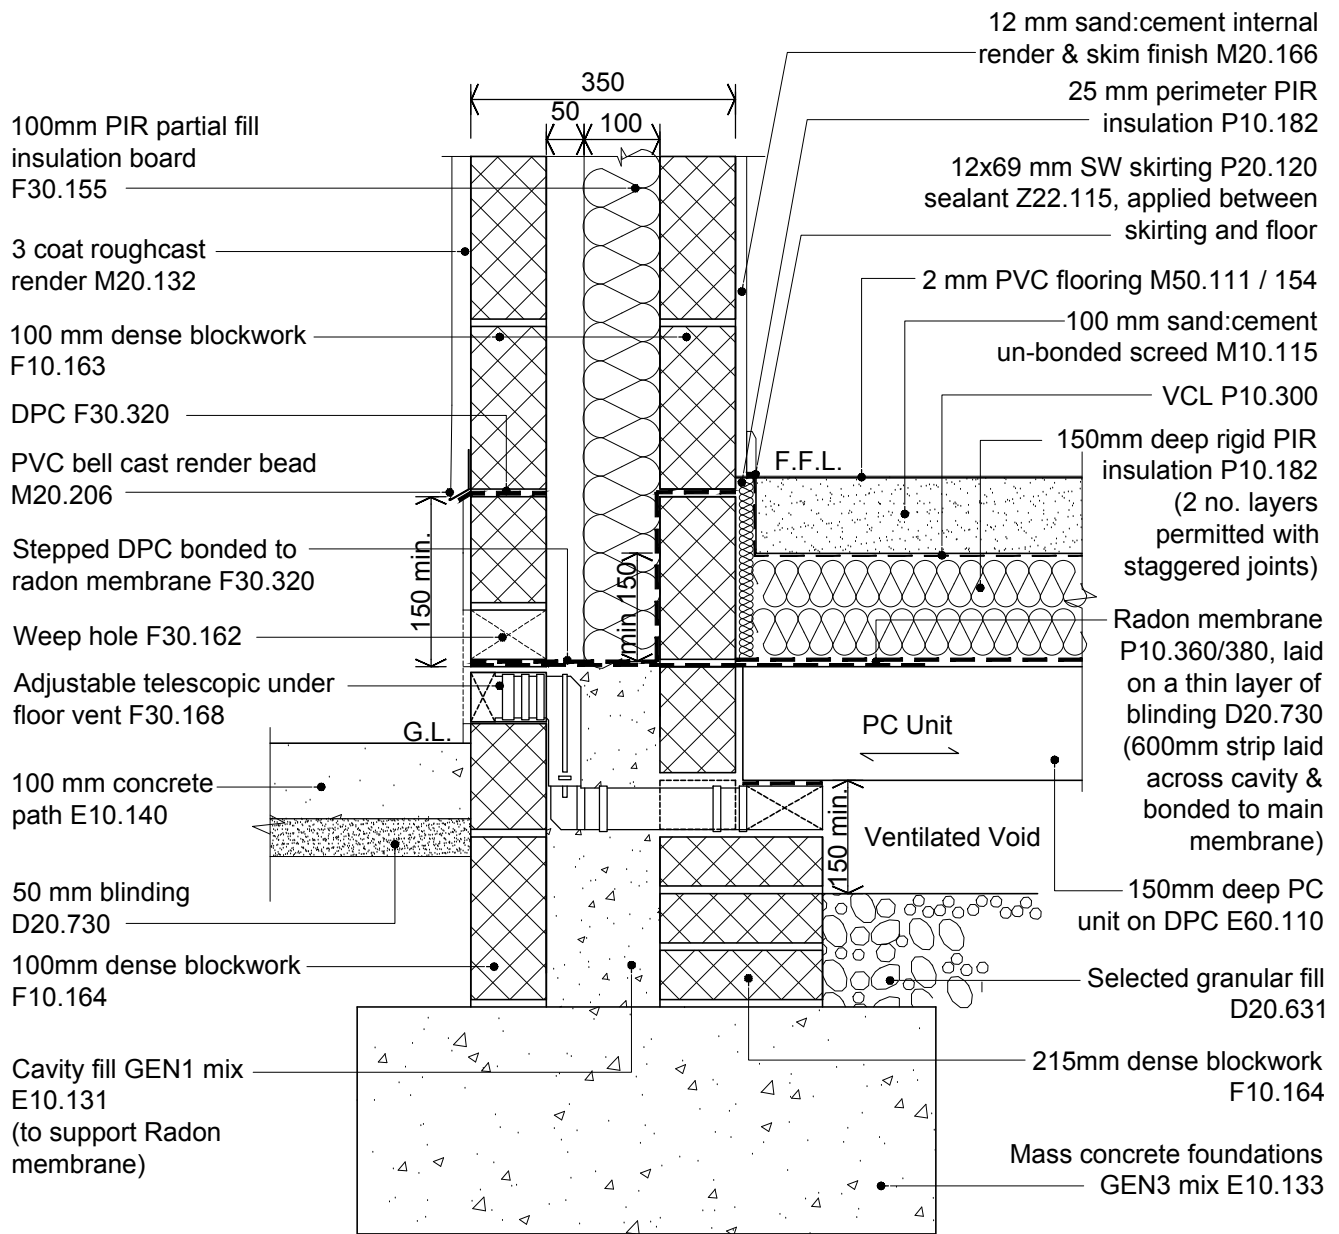 12 mm sand:cement internal
render & skim finish M20.166
350
50
100
25 mm perimeter PIR
insulation P10.182
100mm PIR partial fill
insulation board
F30.155
12x69 mm SW skirting P20.120
sealant Z22.115, applied between
skirting and floor
3 coat roughcast
render M20.132
2 mm PVC flooring M50.111 / 154
100 mm dense blockwork
F10.163
100 mm sand:cement
un-bonded screed M10.115
DPC F30.320
VCL P10.300
PVC bell cast render bead
M20.206
F.F.L.
150mm deep rigid PIR
insulation P10.182
(2 no. layers
permitted with
staggered joints)
Stepped DPC bonded to
radon membrane F30.320
150 min.
min 150
Weep hole F30.162
Radon membrane
P10.360/380, laid
on a thin layer of
blinding D20.730
(600mm strip laid
across cavity &
bonded to main
membrane)
Adjustable telescopic under
floor vent F30.168
G.L.
PC Unit
100 mm concrete
path E10.140
150 min.
Ventilated Void
50 mm blinding
D20.730
150mm deep PC
unit on DPC E60.110
100mm dense blockwork
F10.164
Selected granular fill
D20.631
Cavity fill GEN1 mix
E10.131
(to support Radon
membrane)
215mm dense blockwork
F10.164
Mass concrete foundations
GEN3 mix E10.133